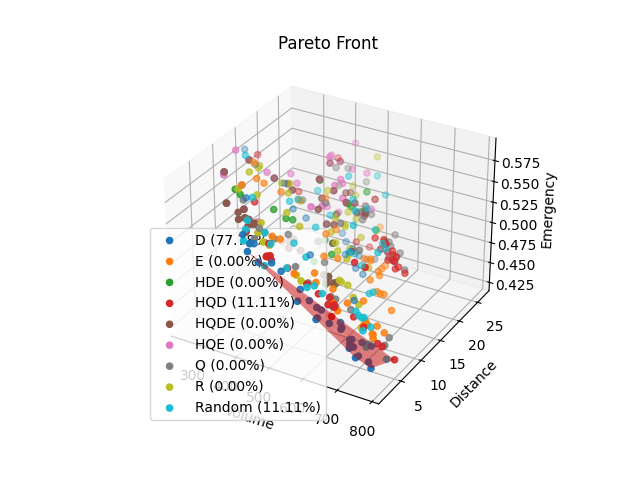 Pareto Front
0.575
0.550
0.525
0.500
0.475
0.450
0.425
Emergency
25
20
15
10
5
Distance
D (77.78%)
E (0.00%)
HDE (0.00%)
HQD (11.11%)
HQDE (0.00%)
HQE (0.00%)
Q (0.00%)
R (0.00%)
Random (11.11%)
300
500
700
800
Volume